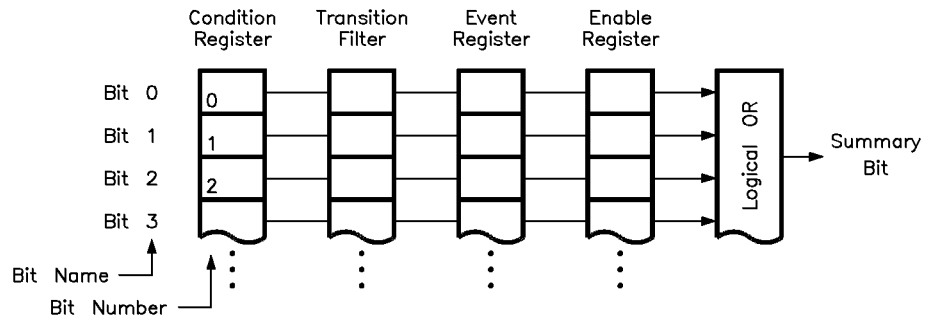 Condition Register
Transition Filter
Event Register
Enable Register
Bit 0
0
Bit 1
1
Bit 2
2
Bit 3
Logical OR
Summary Bit
Bit Name
Bit Number